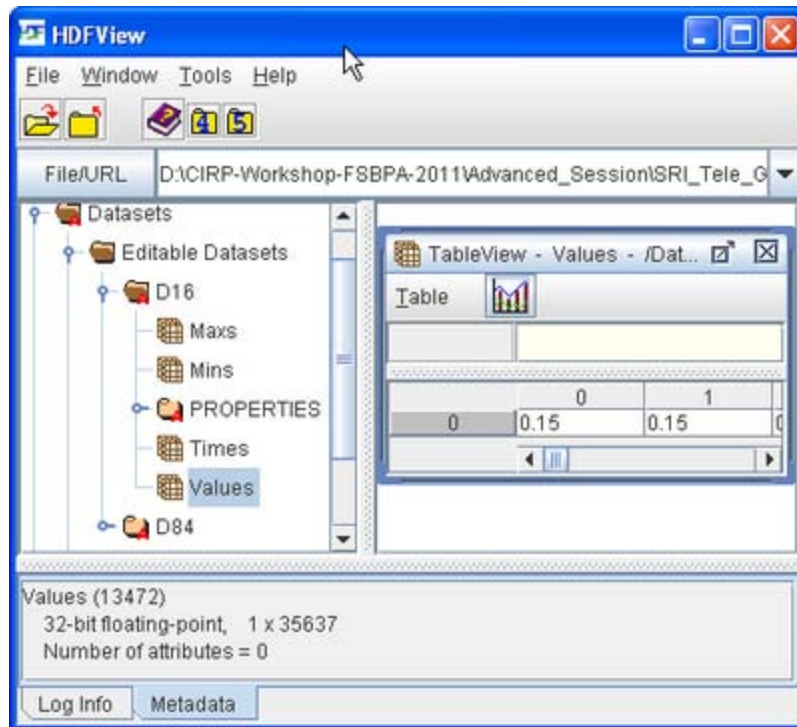 HDFView
File Window Tools Help
4 5
File/URL D:\CIRP-Workshop-FSBPA-2011\Advanced_Session\SRI_Tele_G
Datasets
Editable Datasets
D16
Maxs
Mins
PROPERTIES
Times
Values
D84
TableView - Values - /Dat...
Table
0 1
0 0.15 0.15
Values (13472)
32-bit floating-point, 1 x 35637
Number of attributes = 0
Log Info Metadata